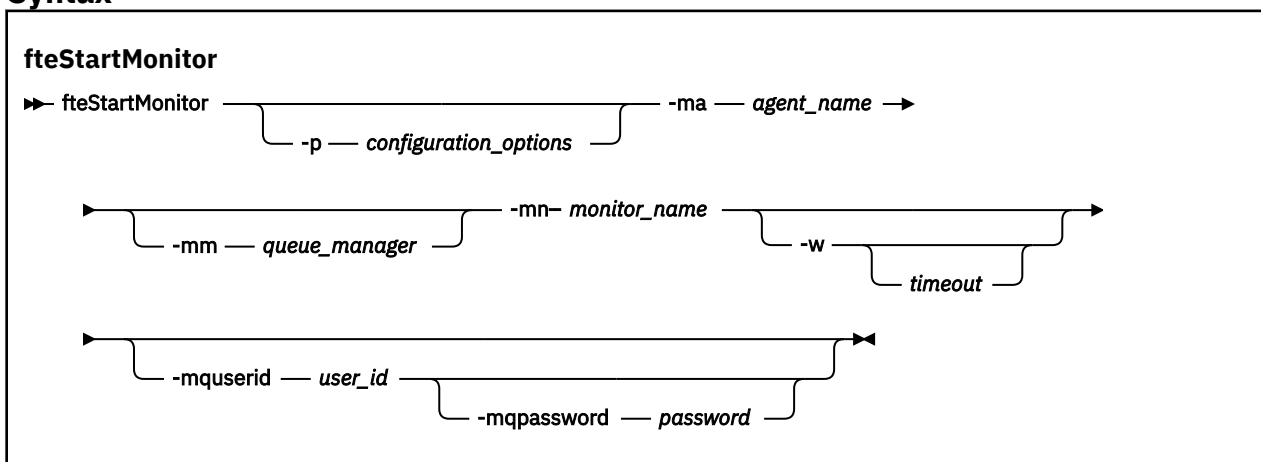 Syntax
fteStartMonitor
fteStartMonitor -ma agent_name
-p configuration_options
-mn monitor_name
-mm queue_manager
-w
timeout
-mquserid user_id
-mqpassword password